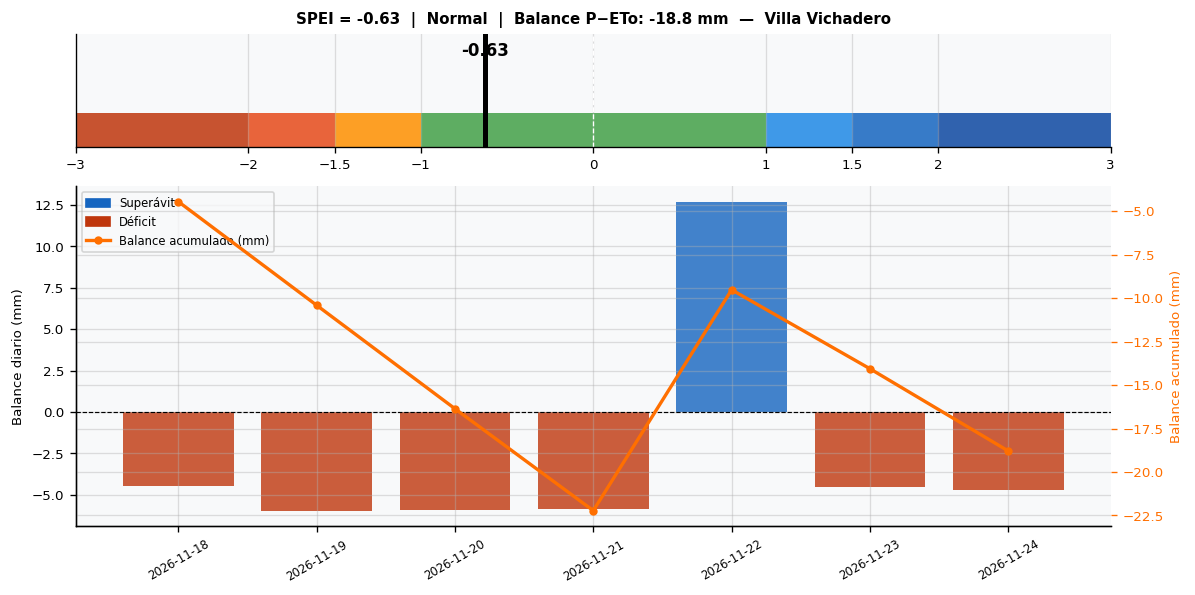 SPEI = -0.63  |  Normal  |  Balance P−ETo: -18.8 mm  —  Villa Vichadero
-0.63
−3 −2 −1.5 −1 0 1 1.5 2 3
Superávit
Déficit
Balance acumulado (mm)
Balance diario (mm)
12.5
10.0
7.5
5.0
2.5
0.0
−2.5
−5.0
−5.0
−7.5
−10.0
−12.5
−15.0
−17.5
−20.0
−22.5
Balance acumulado (mm)
2026-11-18 2026-11-19 2026-11-20 2026-11-21 2026-11-22 2026-11-23 2026-11-24